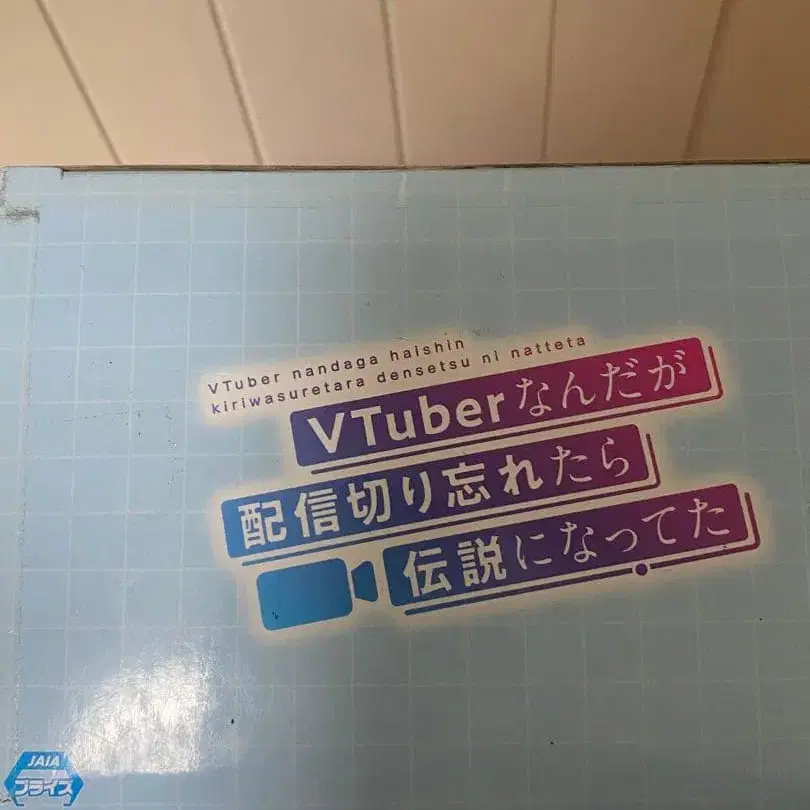 VTuber nandaga haishin
kiriwasuretara densetsu ni natteta
VTuberなんだが
配信切り忘れたら
伝説になってた
JAIA
プライズ